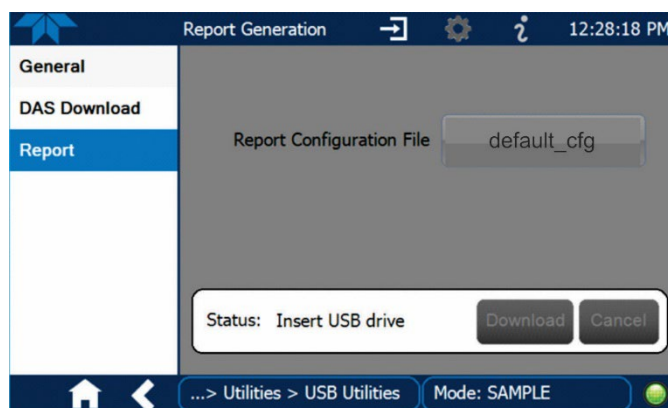 Report Generation
12:28:18 PM
General
DAS Download
Report
Report Configuration File
default_cfg
Status: Insert USB drive
Download
Cancel
...> Utilities > USB Utilities
Mode: SAMPLE